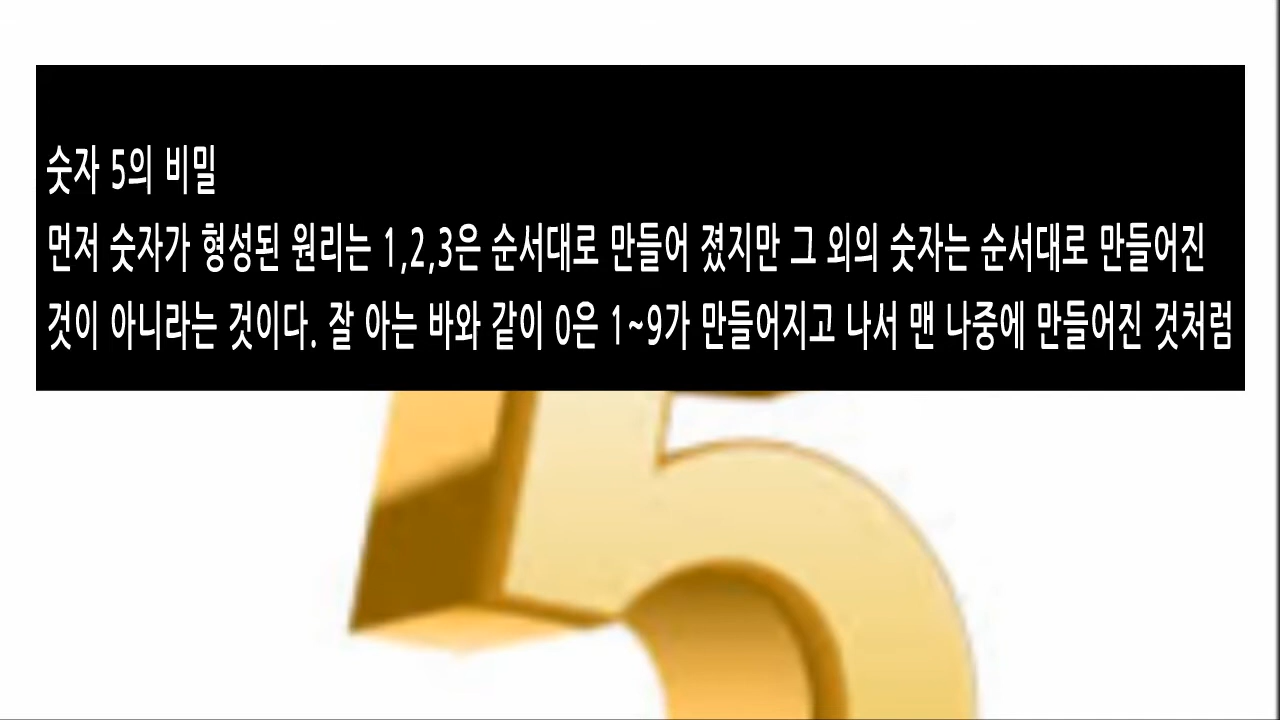 숫자 5의 비밀
먼저 숫자가 형성된 원리는 1,2,3은 순서대로 만들어 졌지만 그 외의 숫자는 순서대로 만들어진
것이 아니라는 것이다. 잘 아는 바와 같이 0은 1~9가 만들어지고 나서 맨 나중에 만들어진 것처럼
5